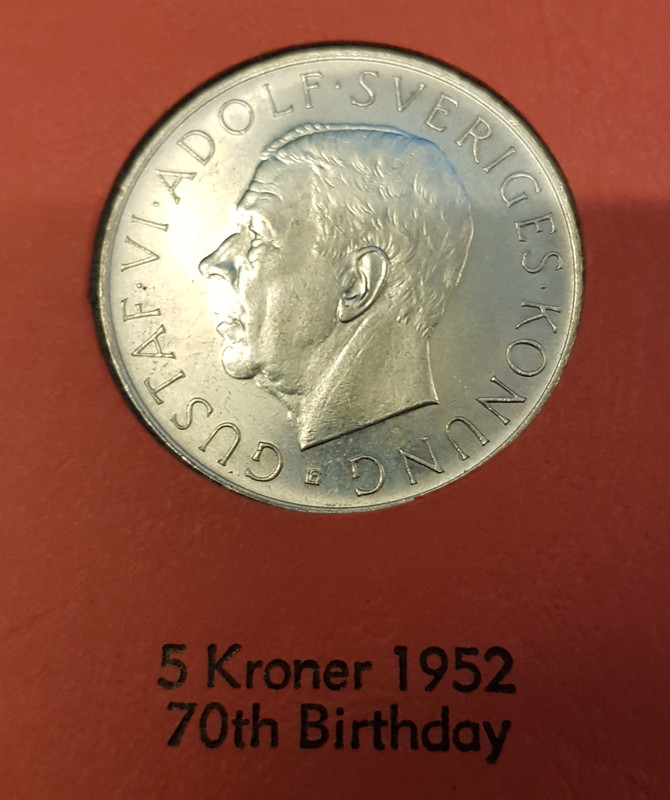 GUSTAF·VI·ADOLF·SVERIGES·KONUNG
5 Kroner 1952
70th Birthday